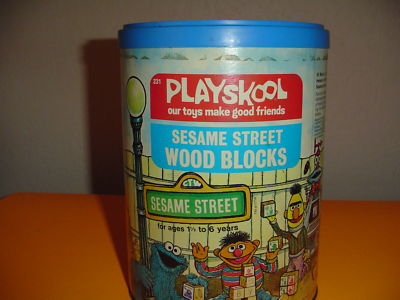 231
PLAYSKOOL
our toys make good friends
SESAME STREET
WOOD BLOCKS
CTW
SESAME STREET
for ages 1½ to 6 years